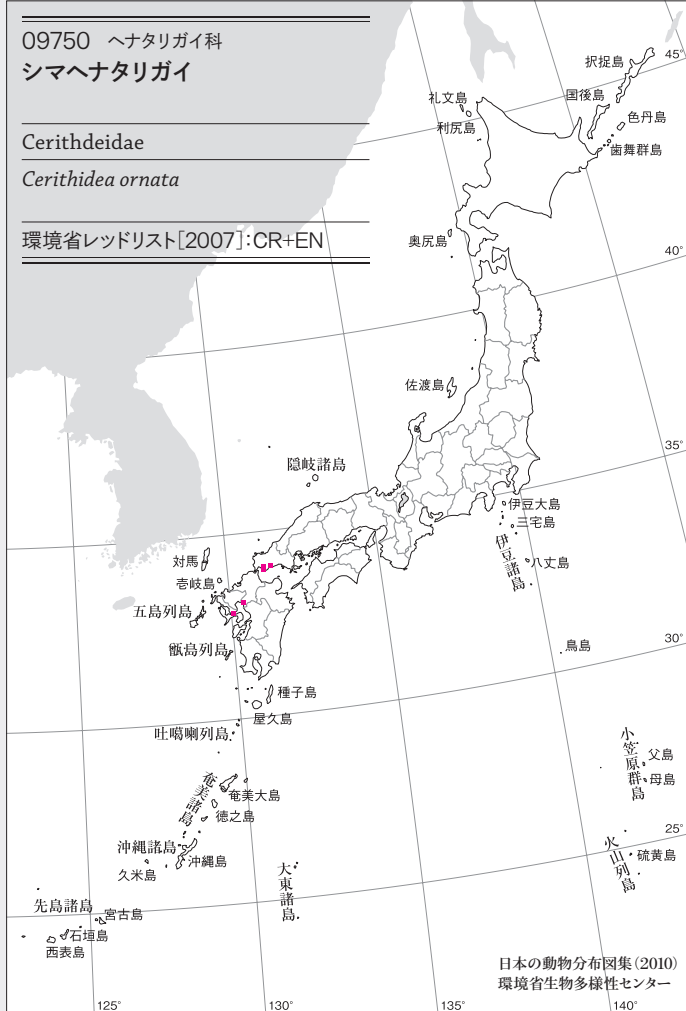 09750 ヘナタリガイ科
シマヘナタリガイ
Cerithdeidae
Cerithidea ornata
環境省レッドリスト[2007]:CR+EN
択捉島
45°
礼文島
国後島
利尻島
色丹島
歯舞群島
奥尻島
40°
佐渡島
35°
隠岐諸島
伊豆大島
三宅島
伊豆諸島
八丈島
対馬
壱岐島
五島列島
甑島列島
鳥島
30°
種子島
屋久島
吐噶喇列島
小笠原群島
父島
母島
奄美諸島
奄美大島
徳之島
25°
沖縄諸島
沖縄島
久米島
火山列島
硫黄島
大東諸島
先島諸島
宮古島
石垣島
西表島
日本の動物分布図集(2010)
環境省生物多様性センター
125°
130°
135°
140°